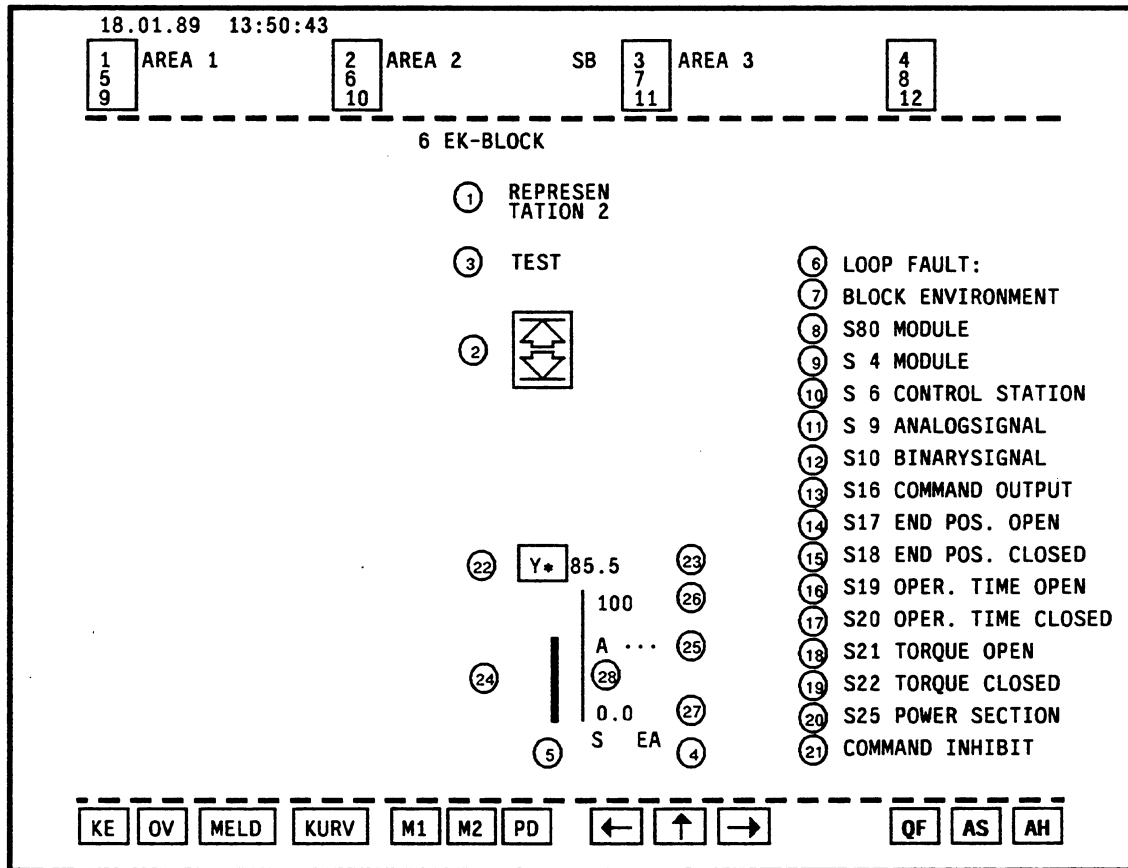 18.01.89 13:50:43
1 AREA 1 2 AREA 2 SB 3 AREA 3 4
5 6 7 8
9 10 11 12
6 EK-BLOCK
1 REPRESEN
TATION 2
3 TEST
2
6 LOOP FAULT:
7 BLOCK ENVIRONMENT
8 S80 MODULE
9 S 4 MODULE
10 S 6 CONTROL STATION
11 S 9 ANALOGSIGNAL
12 S10 BINARYSIGNAL
13 S16 COMMAND OUTPUT
14 S17 END POS. OPEN
15 S18 END POS. CLOSED
16 S19 OPER. TIME OPEN
17 S20 OPER. TIME CLOSED
18 S21 TORQUE OPEN
19 S22 TORQUE CLOSED
20 S25 POWER SECTION
21 COMMAND INHIBIT
22 Y* 85.5 23
100 26
A ... 25
24 28
0.0 27
5 S EA 4
KE OV MELD KURV M1 M2 PD ← ↑ → QF AS AH